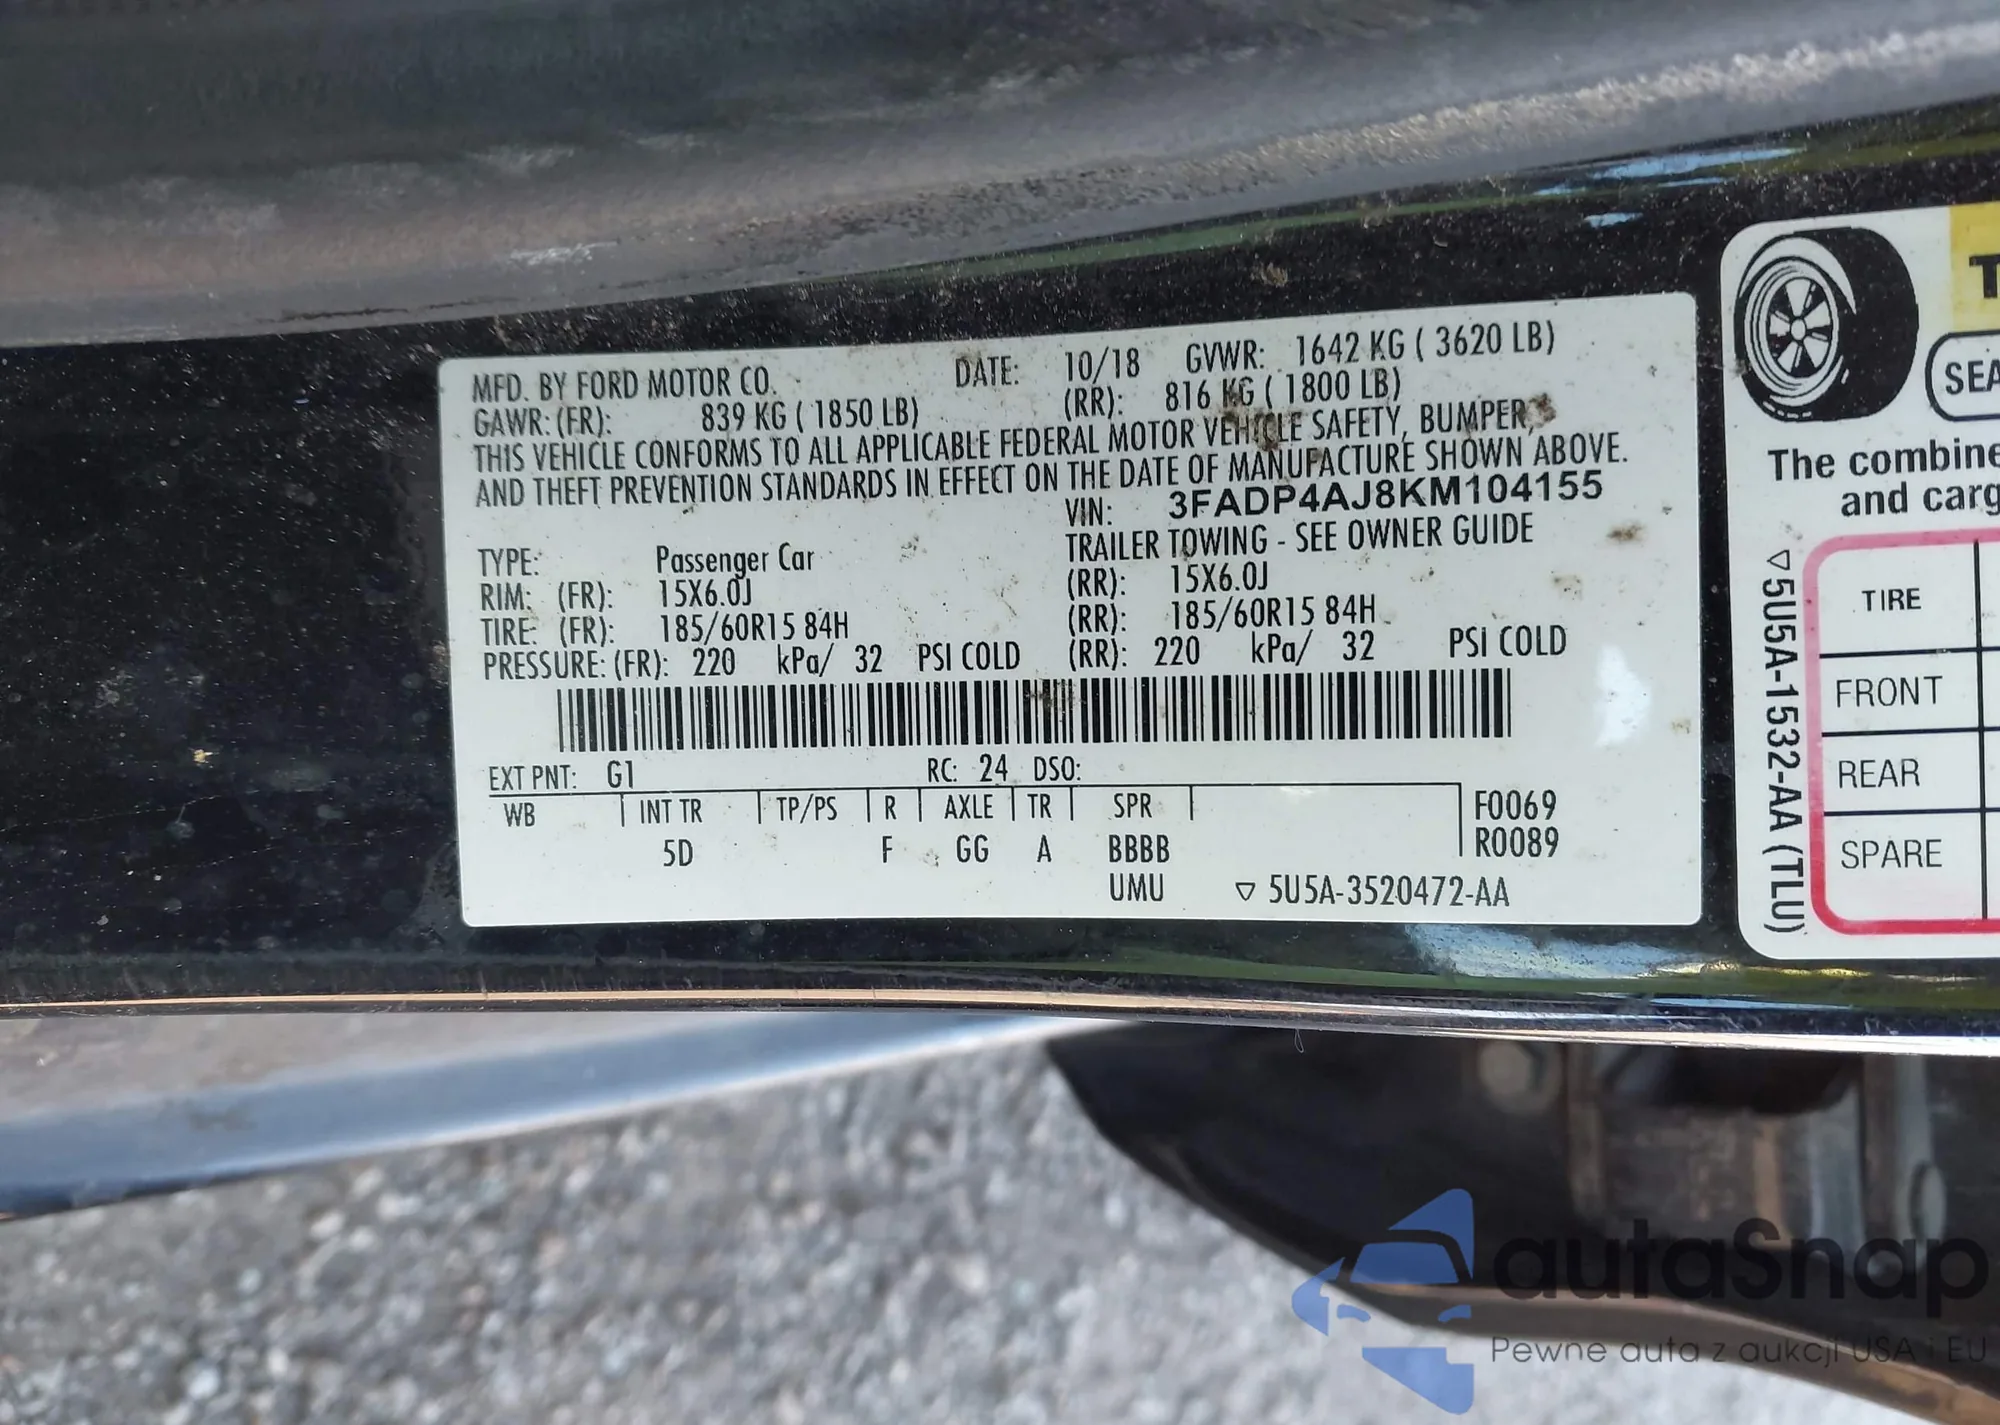 MFD. BY FORD MOTOR CO. DATE: 10/18 GVWR: 1642 KG ( 3620 LB)
GAWR: (FR): 839 KG ( 1850 LB) (RR): 816 KG ( 1800 LB)
THIS VEHICLE CONFORMS TO ALL APPLICABLE FEDERAL MOTOR VEHICLE SAFETY, BUMPER,
AND THEFT PREVENTION STANDARDS IN EFFECT ON THE DATE OF MANUFACTURE SHOWN ABOVE.
VIN: 3FADP4AJ8KM104155
TYPE: Passenger Car TRAILER TOWING - SEE OWNER GUIDE
RIM: (FR): 15X6.0J (RR): 15X6.0J
TIRE: (FR): 185/60R15 84H (RR): 185/60R15 84H
PRESSURE: (FR): 220 kPa/ 32 PSI COLD (RR): 220 kPa/ 32 PSI COLD
EXT PNT: G1 RC: 24 DSO:
WB INT TR TP/PS R AXLE TR SPR F0069
5D F GG A BBBB R0089
UMU ▽ 5U5A-3520472-AA
The combine
and carg
▽5U5A-1532-AA (TLU)
TIRE
FRONT
REAR
SPARE
autaSnap
Pewne auta z aukcji USA i EU